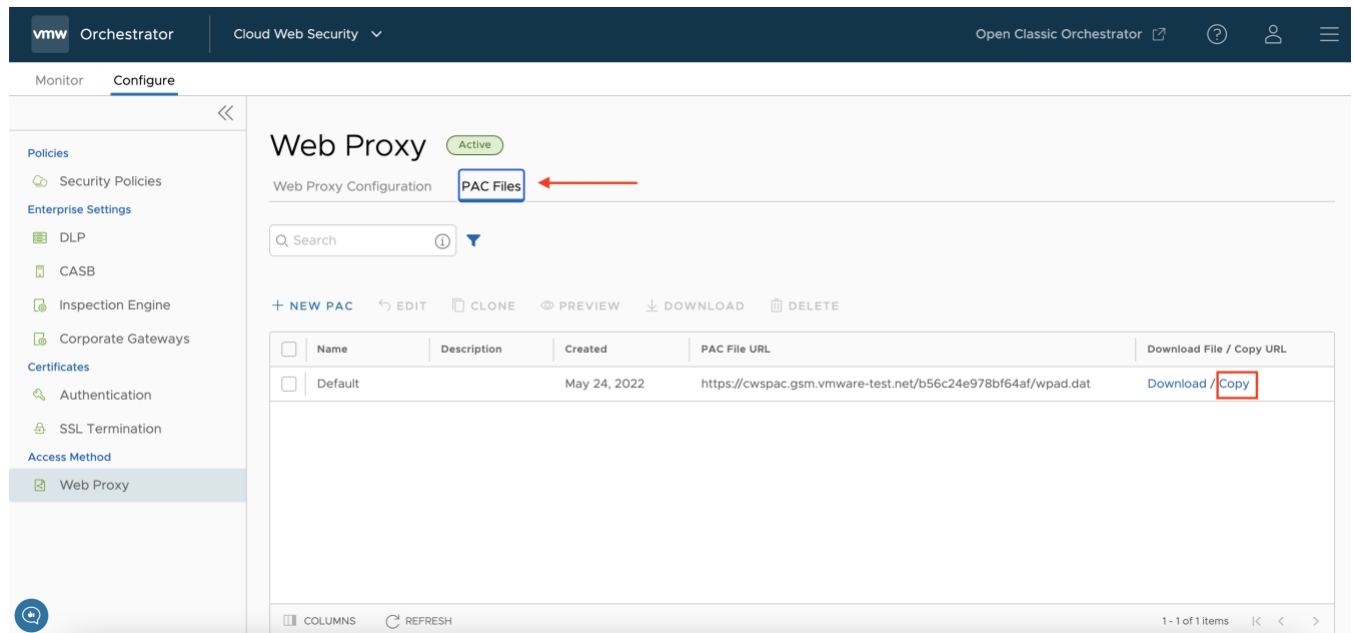 vmw Orchestrator Cloud Web Security Open Classic Orchestrator
Monitor Configure
Policies
Security Policies
Enterprise Settings
DLP
CASB
Inspection Engine
Corporate Gateways
Certificates
Authentication
SSL Termination
Access Method
Web Proxy
Web Proxy Active
Web Proxy Configuration PAC Files
Search
+ NEW PAC EDIT CLONE PREVIEW DOWNLOAD DELETE
Name Description Created PAC File URL Download File / Copy URL
Default May 24, 2022 https://cwspac.gsm.vmware-test.net/b56c24e978bf64af/wpad.dat Download / Copy
COLUMNS REFRESH 1 - 1 of 1 items